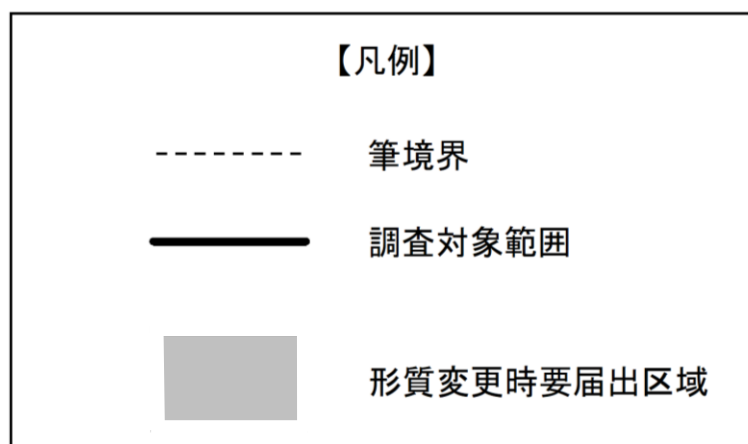 【凡例】
筆境界
調査対象範囲
形質変更時要届出区域